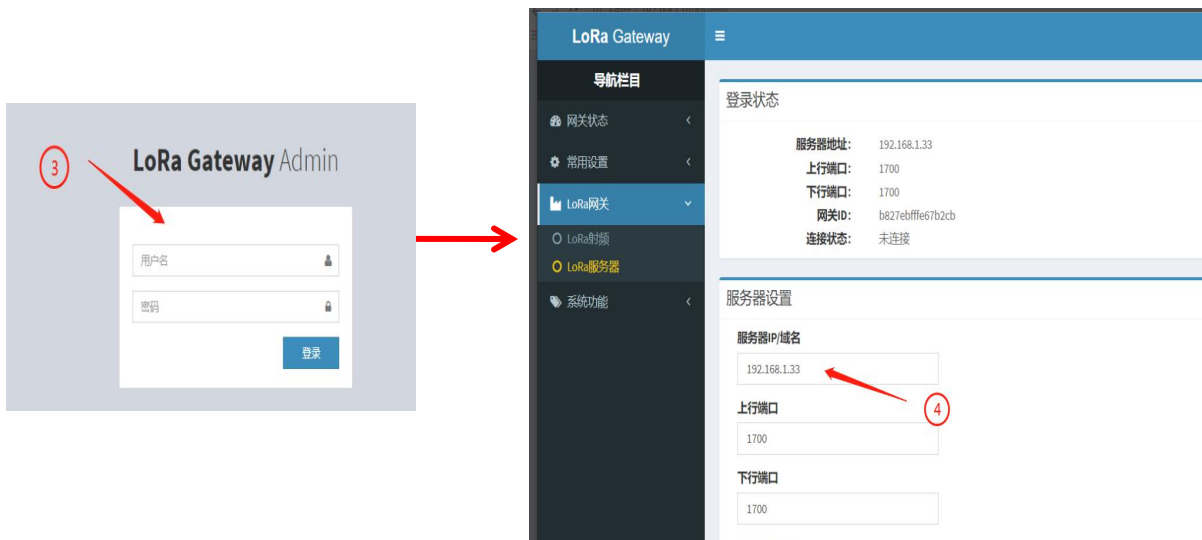 ③
LoRa Gateway Admin
用户名
密码
登录
LoRa Gateway
导航栏目
网关状态
常用设置
LoRa网关
LoRa射频
LoRa服务器
系统功能
登录状态
服务器地址: 192.168.1.33
上行端口: 1700
下行端口: 1700
网关ID: b827ebfffe67b2cb
连接状态: 未连接
服务器设置
服务器IP/域名
192.168.1.33
④
上行端口
1700
下行端口
1700